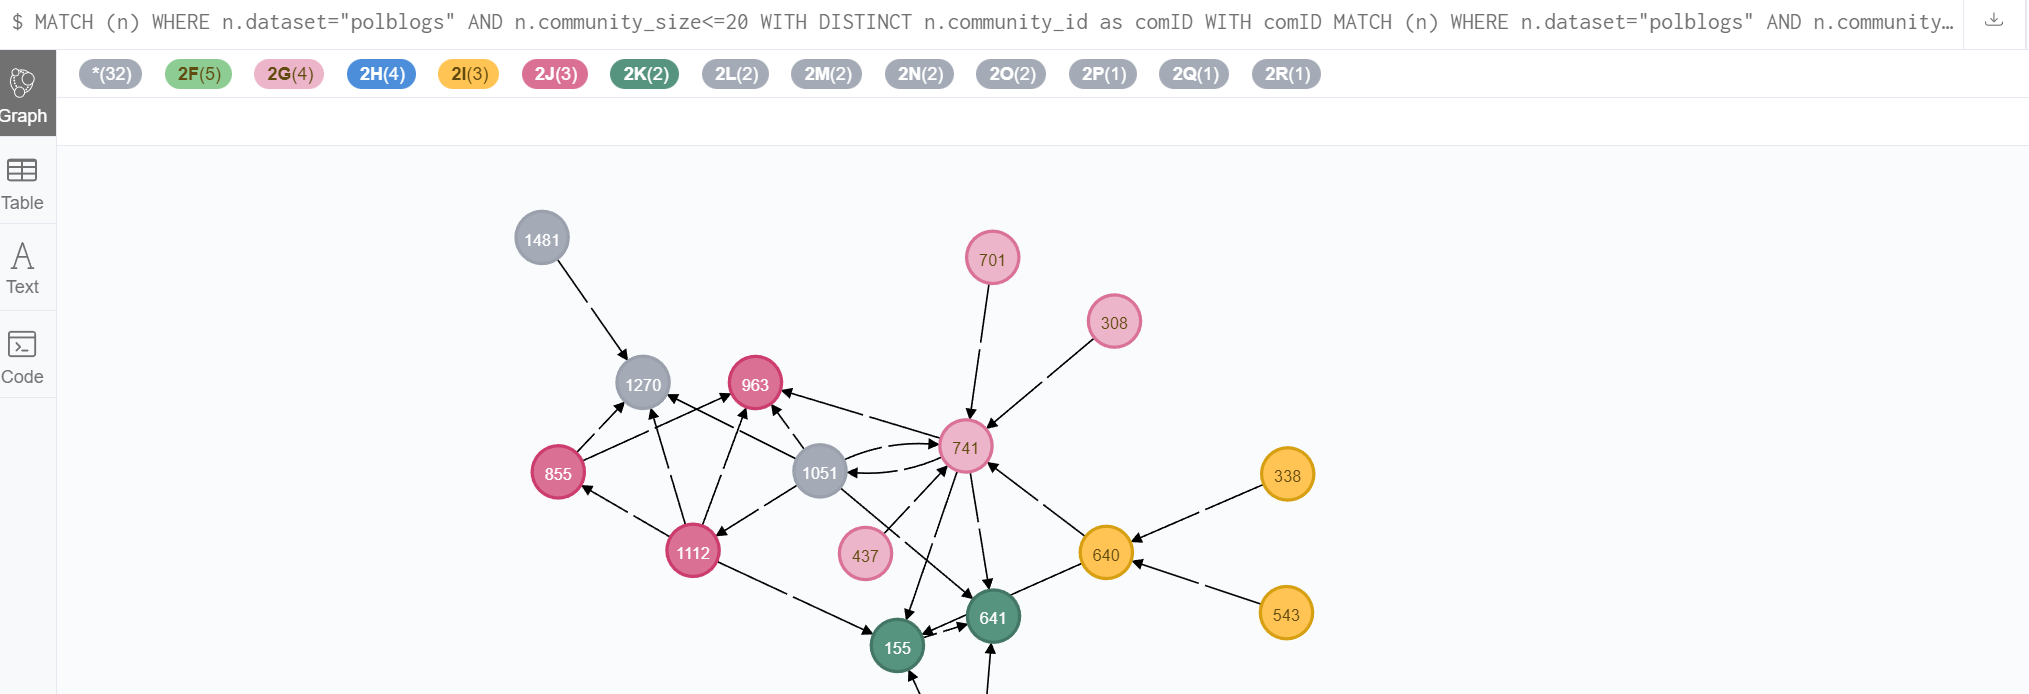 $ MATCH (n) WHERE n.dataset="polblogs" AND n.community_size<=20 WITH DISTINCT n.community_id as comID WITH comID MATCH (n) WHERE n.dataset="polblogs" AND n.community…
*(32) 2F(5) 2G(4) 2H(4) 2I(3) 2J(3) 2K(2) 2L(2) 2M(2) 2N(2) 2O(2) 2P(1) 2Q(1) 2R(1)
Graph
Table
Text
Code
1481
701
308
1270
963
741
855
1051
338
1112
437
640
543
641
155